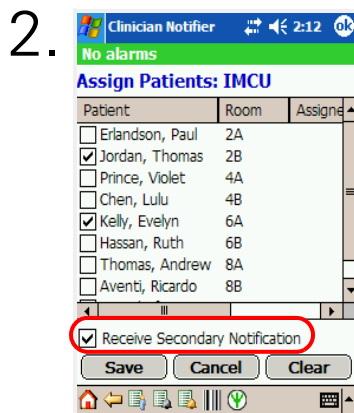 2.
Clinician Notifier 2:12 ok
No alarms
Assign Patients: IMCU
Patient Room Assigne
Erlandson, Paul 2A
Jordan, Thomas 2B
Prince, Violet 4A
Chen, Lulu 4B
Kelly, Evelyn 6A
Hassan, Ruth 6B
Thomas, Andrew 8A
Aventi, Ricardo 8B
Receive Secondary Notification
Save Cancel Clear